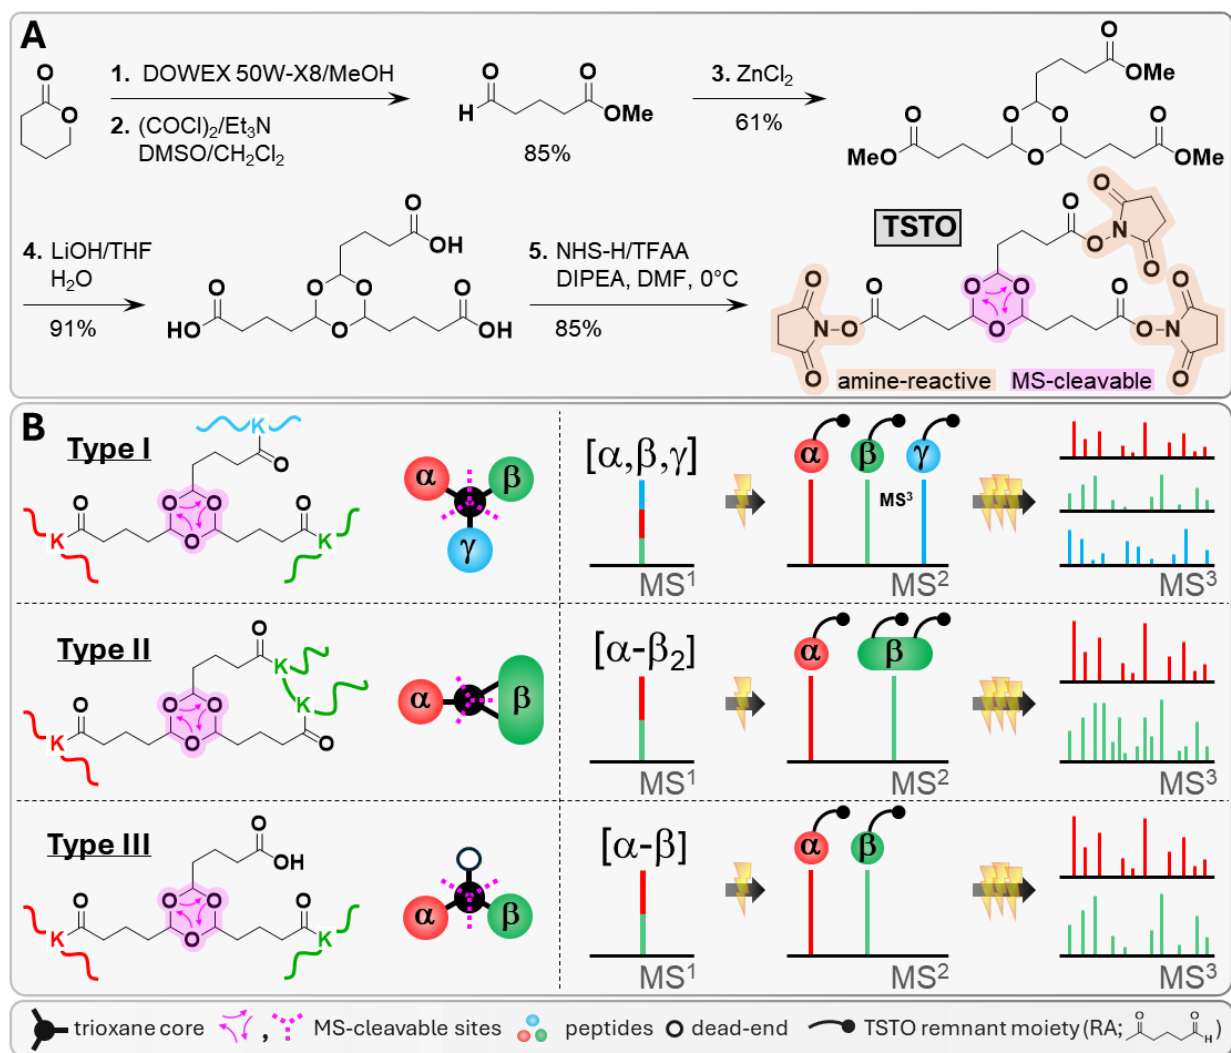 A
O
O
1. DOWEX 50W-X8/MeOH
2. (COCl)₂/Et₃N
DMSO/CH₂Cl₂
O
H
O
OMe
85%
3. ZnCl₂
61%
O
OMe
O
O
O
O
MeO
O
OMe
4. LiOH/THF
H₂O
91%
O
OH
O
O
O
O
HO
O
OH
5. NHS-H/TFAA
DIPEA, DMF, 0°C
85%
TSTO
O
O
O
N
O
O
O
O
O
N
O
O
O
O
O
O
N
O
O
amine-reactive
MS-cleavable
B
Type I
K
O
O
O
O
O
K
O
K
α
β
γ
[α,β,γ]
MS¹
α
β
γ
MS³
MS²
MS³
Type II
O
K
K
O
O
O
O
O
K
α
β
[α-β₂]
MS¹
α
β
MS²
MS³
Type III
O
OH
O
O
O
O
K
O
K
α
β
[α-β]
MS¹
α
β
MS²
MS³
trioxane core
, MS-cleavable sites
peptides
dead-end
TSTO remnant moiety (RA; O O H )